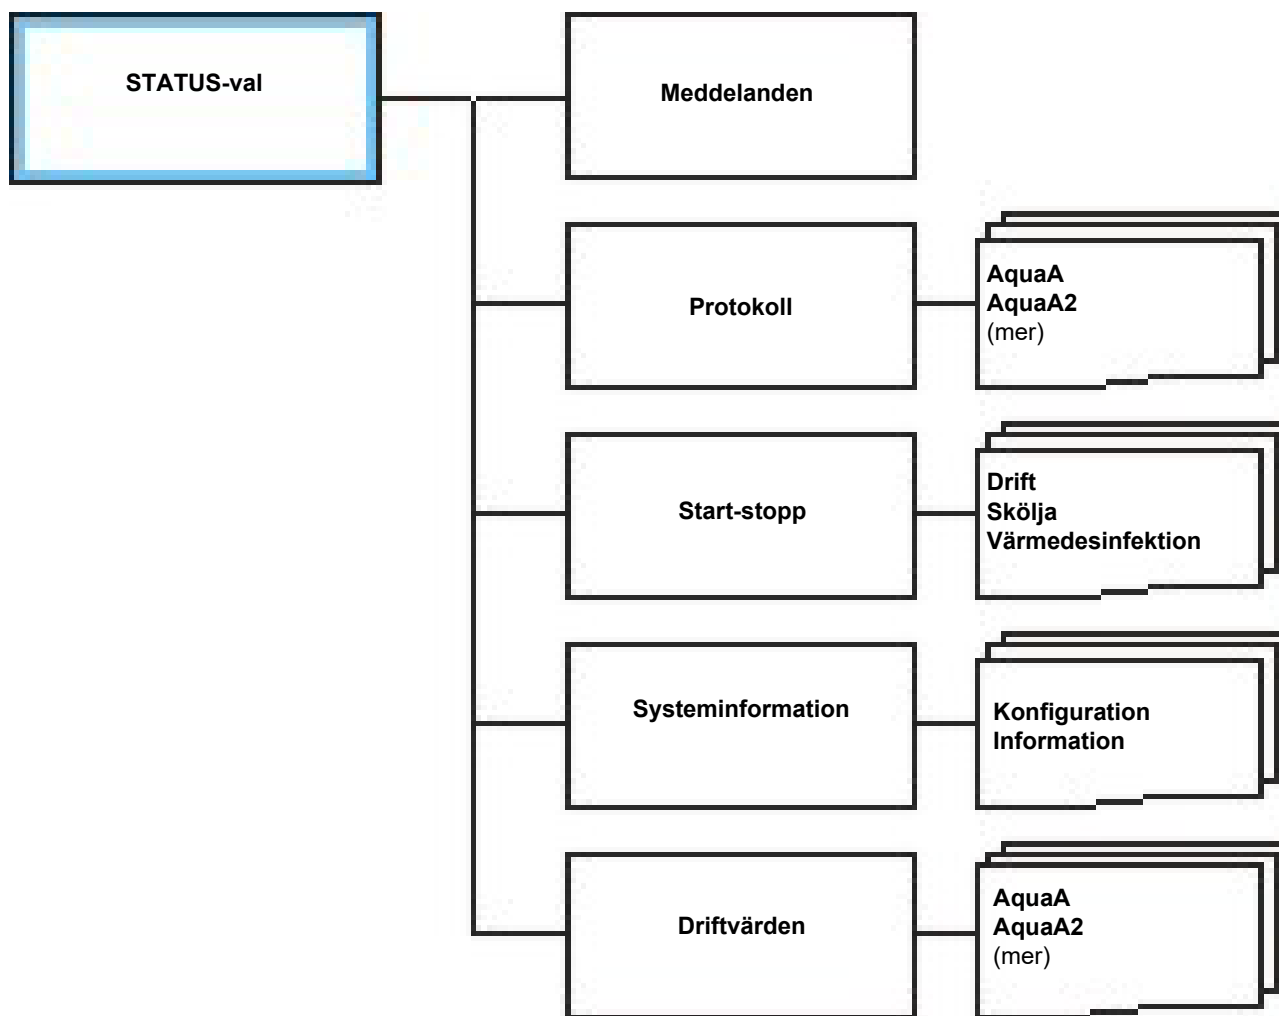 STATUS-val
Meddelanden
Protokoll
AquaA
AquaA2
(mer)
Start-stopp
Drift
Skölja
Värmedesinfektion
Systeminformation
Konfiguration
Information
Driftvärden
AquaA
AquaA2
(mer)